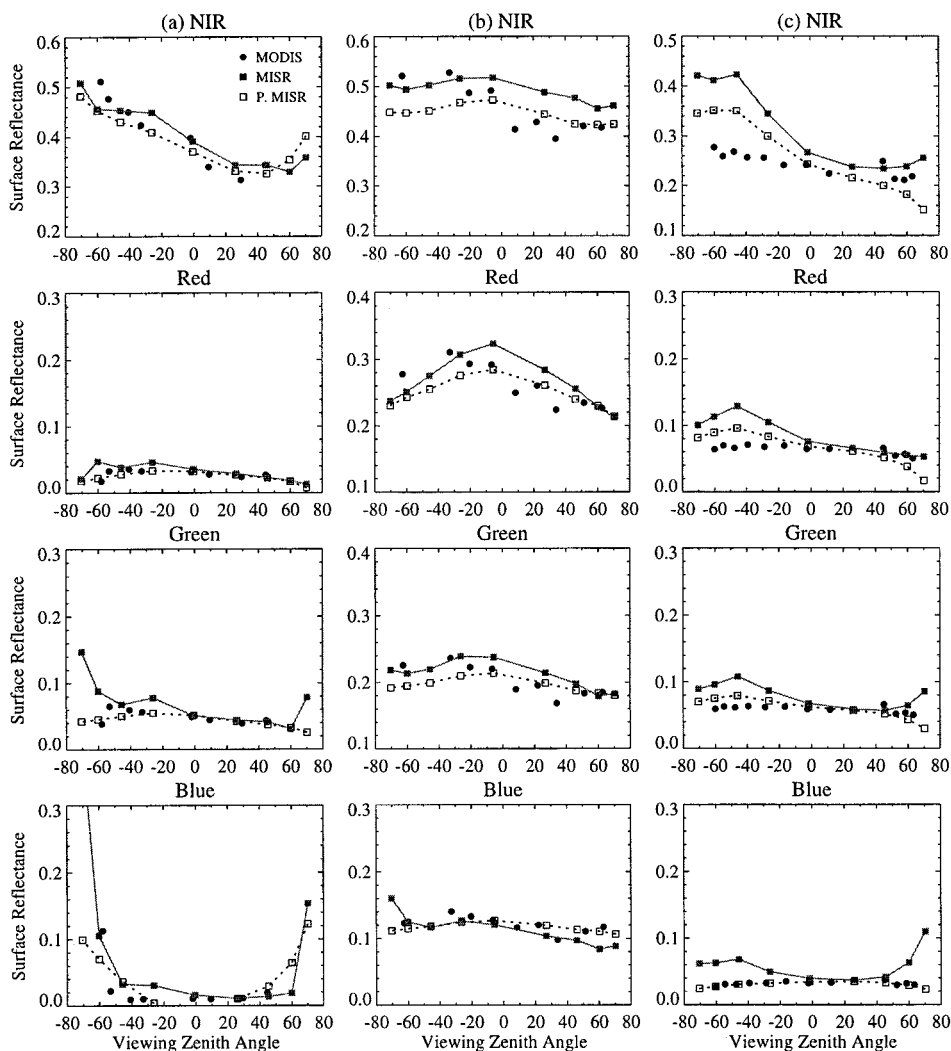 (a) NIR (b) NIR (c) NIR
0.6 0.6 0.5
MODIS
MISR
P. MISR
0.5 0.5 0.4
0.4 0.4 0.3
0.3 0.3 0.2
0.2 0.2 0.1
Surface Reflectance
-80 -60 -40 -20 0 20 40 60 80 -80 -60 -40 -20 0 20 40 60 80 -80 -60 -40 -20 0 20 40 60 80
Red Red Red
0.3 0.4 0.3
0.2 0.3 0.2
0.1 0.2 0.1
0.0 0.1 0.0
Surface Reflectance
-80 -60 -40 -20 0 20 40 60 80 -80 -60 -40 -20 0 20 40 60 80 -80 -60 -40 -20 0 20 40 60 80
Green Green Green
0.3 0.4 0.3
0.2 0.3 0.2
0.1 0.2 0.1
0.0 0.1 0.0
Surface Reflectance
-80 -60 -40 -20 0 20 40 60 80 -80 -60 -40 -20 0 20 40 60 80 -80 -60 -40 -20 0 20 40 60 80
Blue Blue Blue
0.3 0.3 0.3
0.2 0.2 0.2
0.1 0.1 0.1
0.0 0.0 0.0
Surface Reflectance
-80 -60 -40 -20 0 20 40 60 80 -80 -60 -40 -20 0 20 40 60 80 -80 -60 -40 -20 0 20 40 60 80
Viewing Zenith Angle Viewing Zenith Angle Viewing Zenith Angle